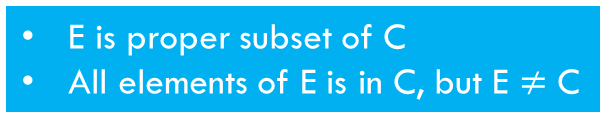 • E is proper subset of C
• All elements of E is in C, but E ≠ C